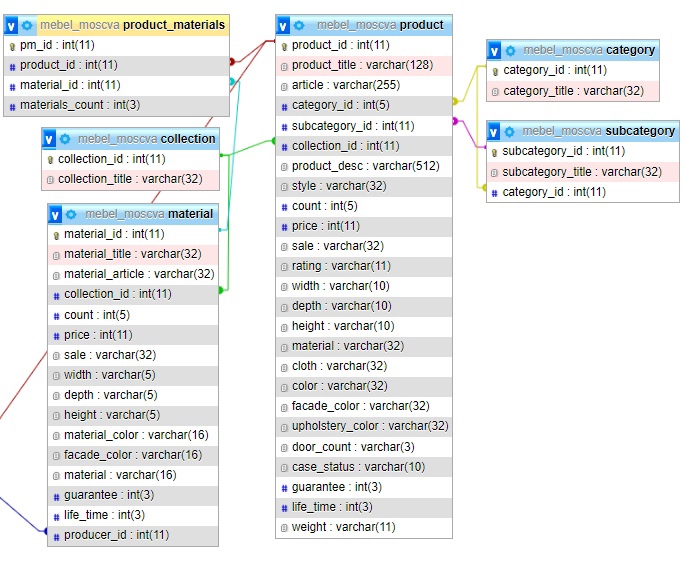 mebel_moscva product_materials
pm_id : int(11)
product_id : int(11)
material_id : int(11)
materials_count : int(3)
mebel_moscva collection
collection_id : int(11)
collection_title : varchar(32)
mebel_moscva material
material_id : int(11)
material_title : varchar(32)
material_article : varchar(32)
collection_id : int(11)
count : int(5)
price : int(11)
sale : varchar(32)
width : varchar(5)
depth : varchar(5)
height : varchar(5)
material_color : varchar(16)
facade_color : varchar(16)
material : varchar(16)
guarantee : int(3)
life_time : int(3)
producer_id : int(11)
mebel_moscva product
product_id : int(11)
product_title : varchar(128)
article : varchar(255)
category_id : int(5)
subcategory_id : int(11)
collection_id : int(11)
product_desc : varchar(512)
style : varchar(32)
count : int(5)
price : int(11)
sale : varchar(32)
rating : varchar(11)
width : varchar(10)
depth : varchar(10)
height : varchar(10)
material : varchar(32)
cloth : varchar(32)
color : varchar(32)
facade_color : varchar(32)
upholstery_color : varchar(32)
door_count : varchar(3)
case_status : varchar(10)
guarantee : int(3)
life_time : int(3)
weight : varchar(11)
mebel_moscva category
category_id : int(11)
category_title : varchar(32)
mebel_moscva subcategory
subcategory_id : int(11)
subcategory_title : varchar(32)
category_id : int(11)